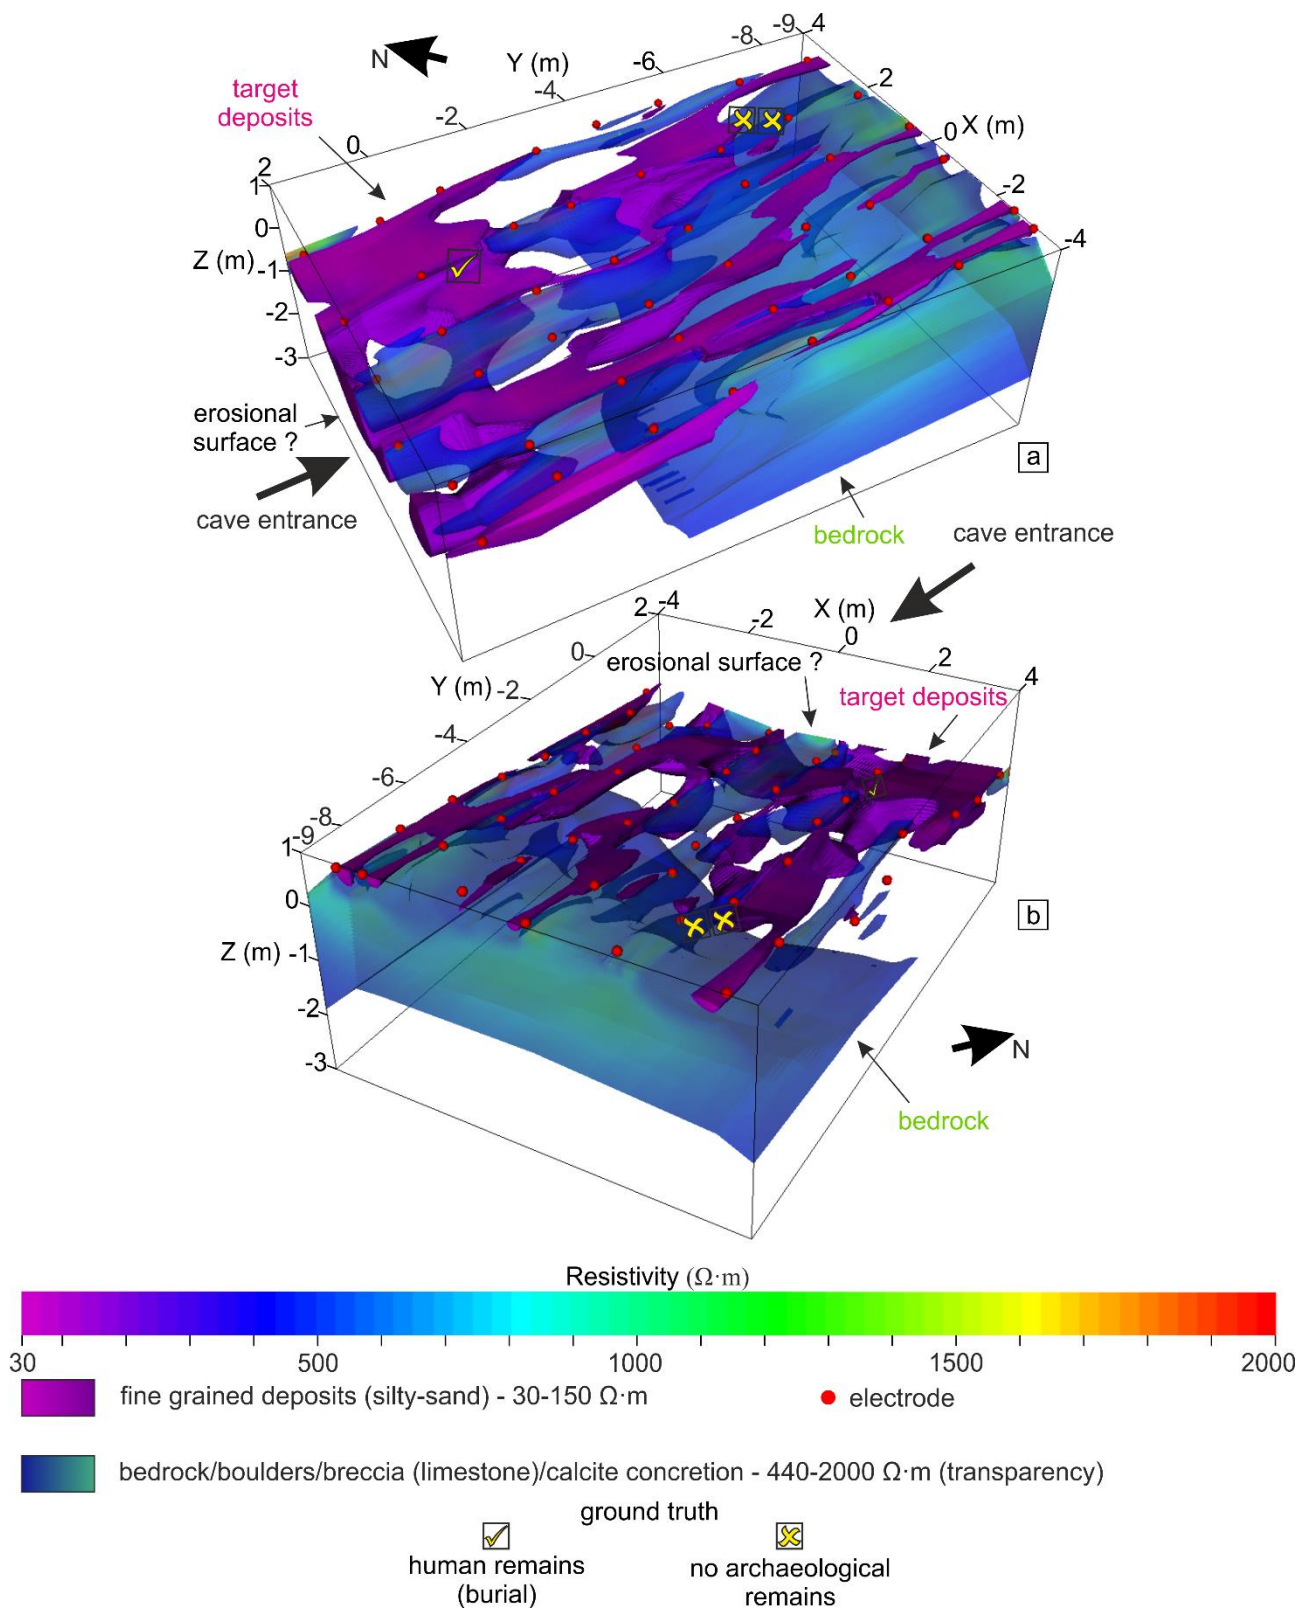 N
target
deposits
Y (m)
2
0
-2
-4
-6
-8
-9
4
2
0
X (m)
-2
-4
1
0
Z (m)
-1
-2
-3
erosional
surface ?
cave entrance
a
bedrock
cave entrance
2
-4
-2
X (m)
0
2
4
erosional surface ?
target deposits
Y (m)
0
-2
-4
-6
-8
-9
1
0
Z (m)
-1
-2
-3
b
N
bedrock
Resistivity (Ω·m)
30 500 1000 1500 2000
fine grained deposits (silty-sand) - 30-150 Ω·m
electrode
bedrock/boulders/breccia (limestone)/calcite concretion - 440-2000 Ω·m (transparency)
ground truth
human remains
(burial)
no archaeological
remains